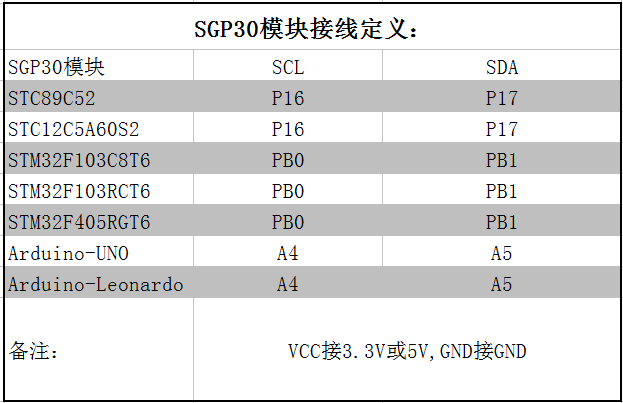 SGP30模块接线定义：
SGP30模块 SCL SDA
STC89C52 P16 P17
STC12C5A60S2 P16 P17
STM32F103C8T6 PB0 PB1
STM32F103RCT6 PB0 PB1
STM32F405RGT6 PB0 PB1
Arduino-UNO A4 A5
Arduino-Leonardo A4 A5
备注： VCC接3.3V或5V,GND接GND